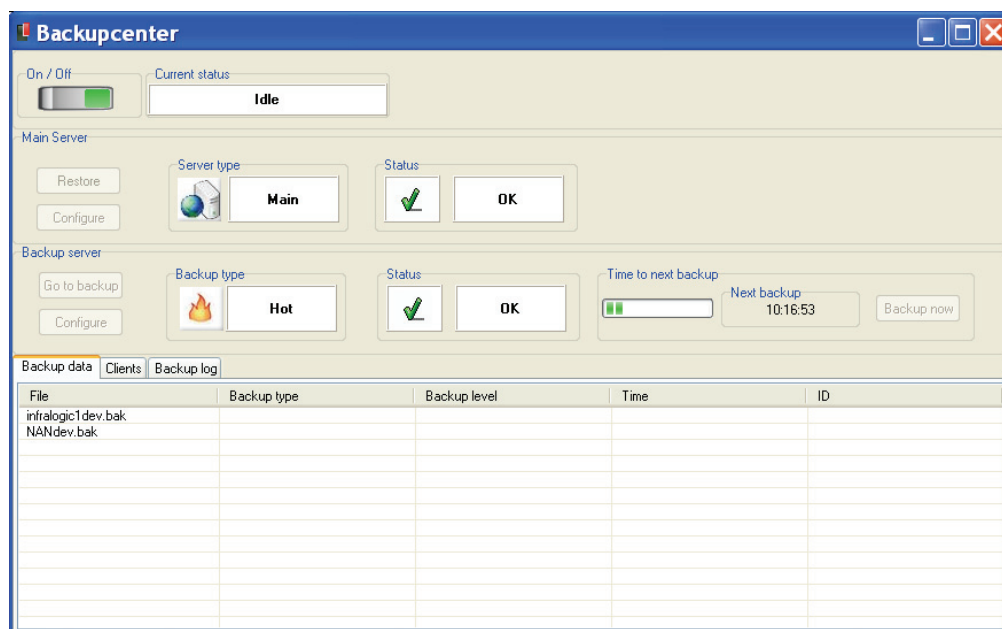 Backupcenter
On / Off
Current status
Idle
Main Server
Restore
Configure
Server type
Main
Status
OK
Backup server
Go to backup
Configure
Backup type
Hot
Status
OK
Time to next backup
Next backup
10:16:53
Backup now
Backup data Clients Backup log
File Backup type Backup level Time ID
infralogic1dev.bak
NANdev.bak